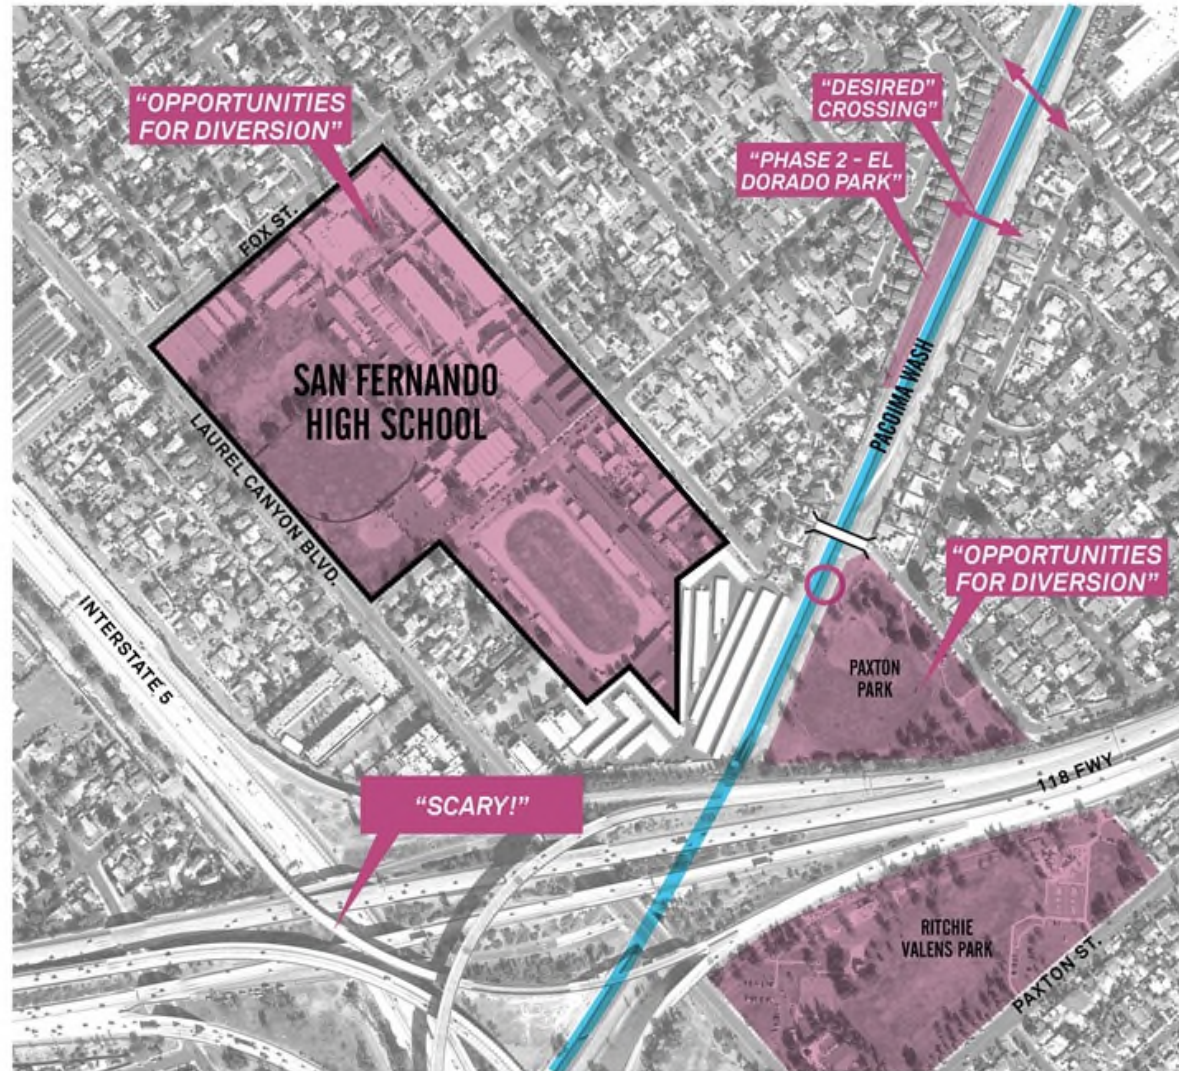 “OPPORTUNITIES
FOR DIVERSION”
“DESIRED”
CROSSING”
“PHASE 2 - EL
DORADO PARK”
FOX ST.
SAN FERNANDO
HIGH SCHOOL
LAUREL CANYON BLVD.
PACOIMA WASH
“OPPORTUNITIES
FOR DIVERSION”
INTERSTATE 5
PAXTON
PARK
“SCARY!”
118 FWY
RITCHIE
VALENS PARK
PAXTON ST.